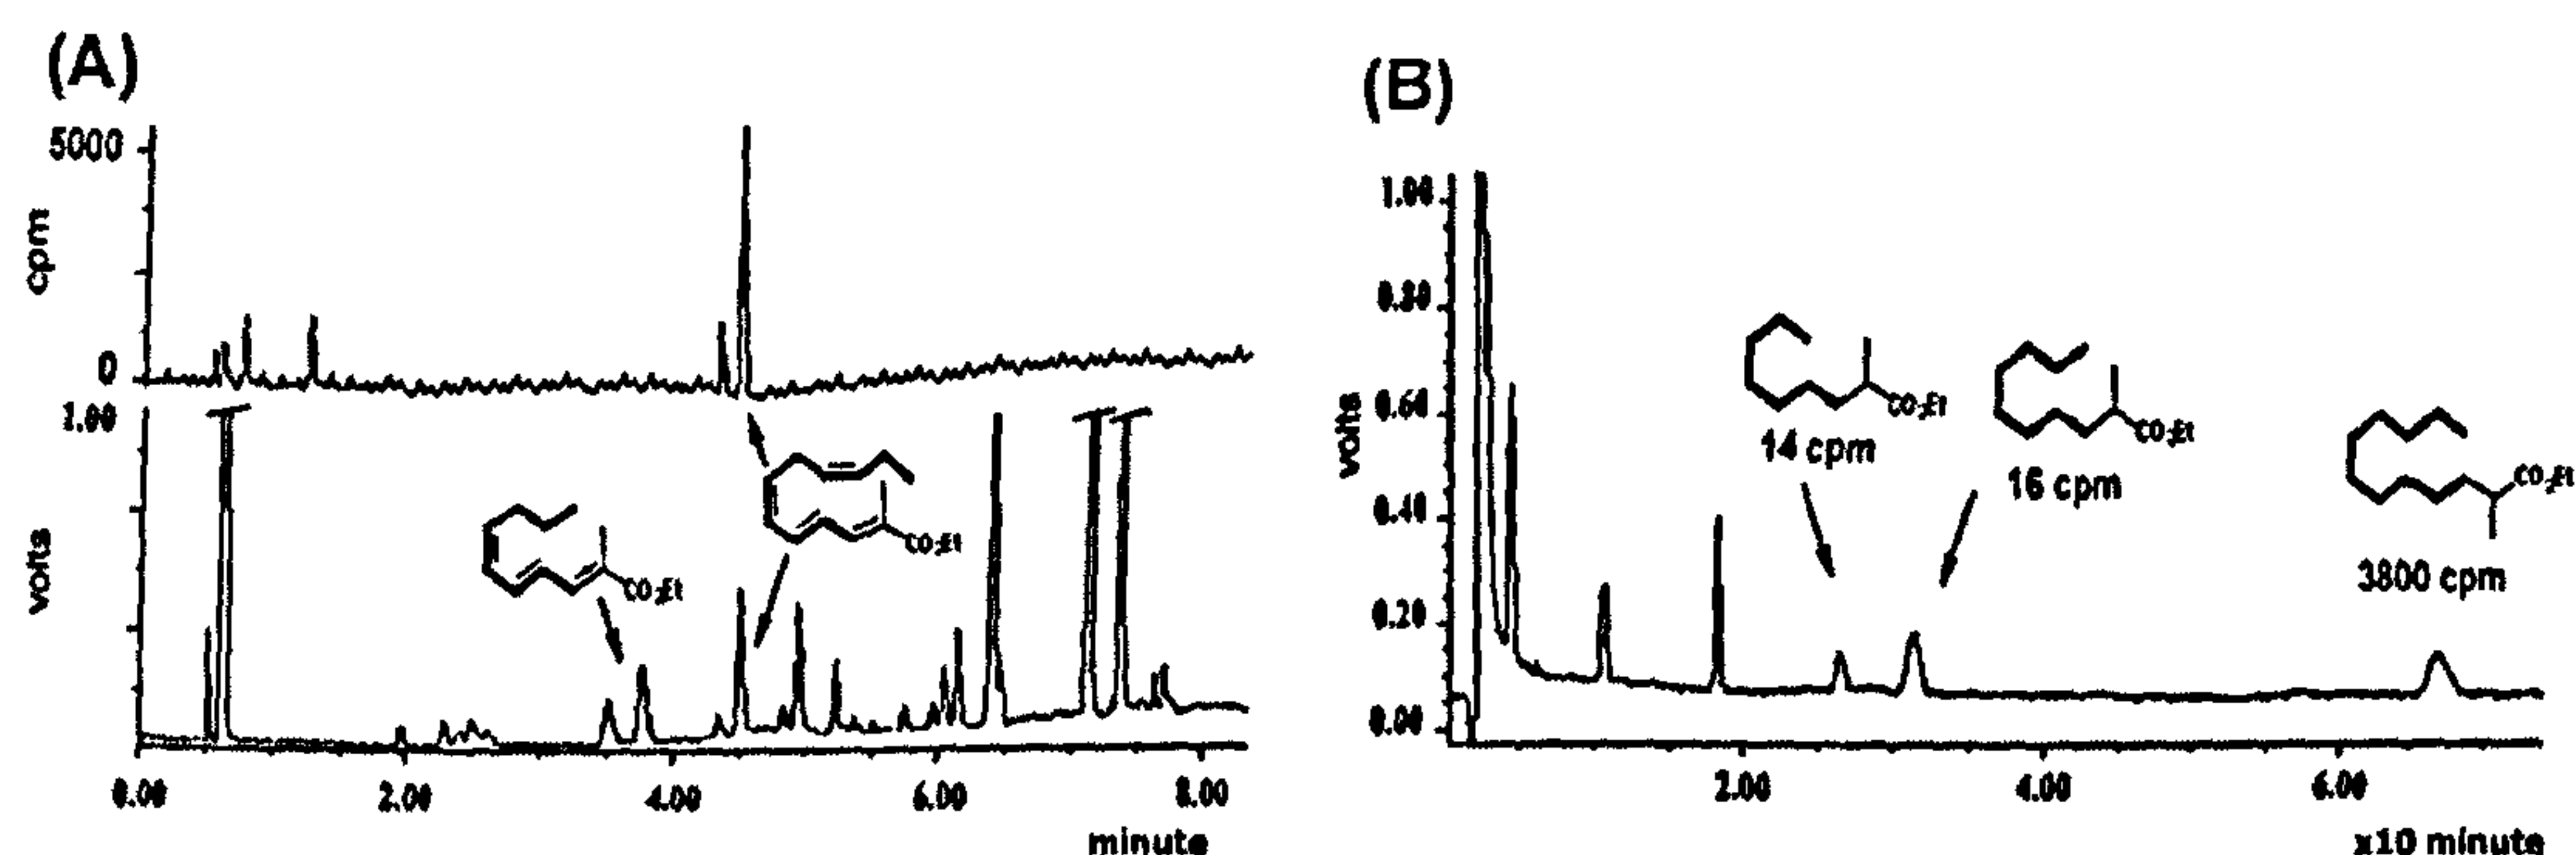 (A)
5000
cpm
0
1.00
volts
CO2Et
CO2Et
0.00 2.00 4.00 6.00 8.00
minute
(B)
1.00
0.80
volts
0.60
0.40
0.20
0.00
CO2Et
14 cpm
CO2Et
16 cpm
CO2Et
3800 cpm
2.00 4.00 6.00
x10 minute